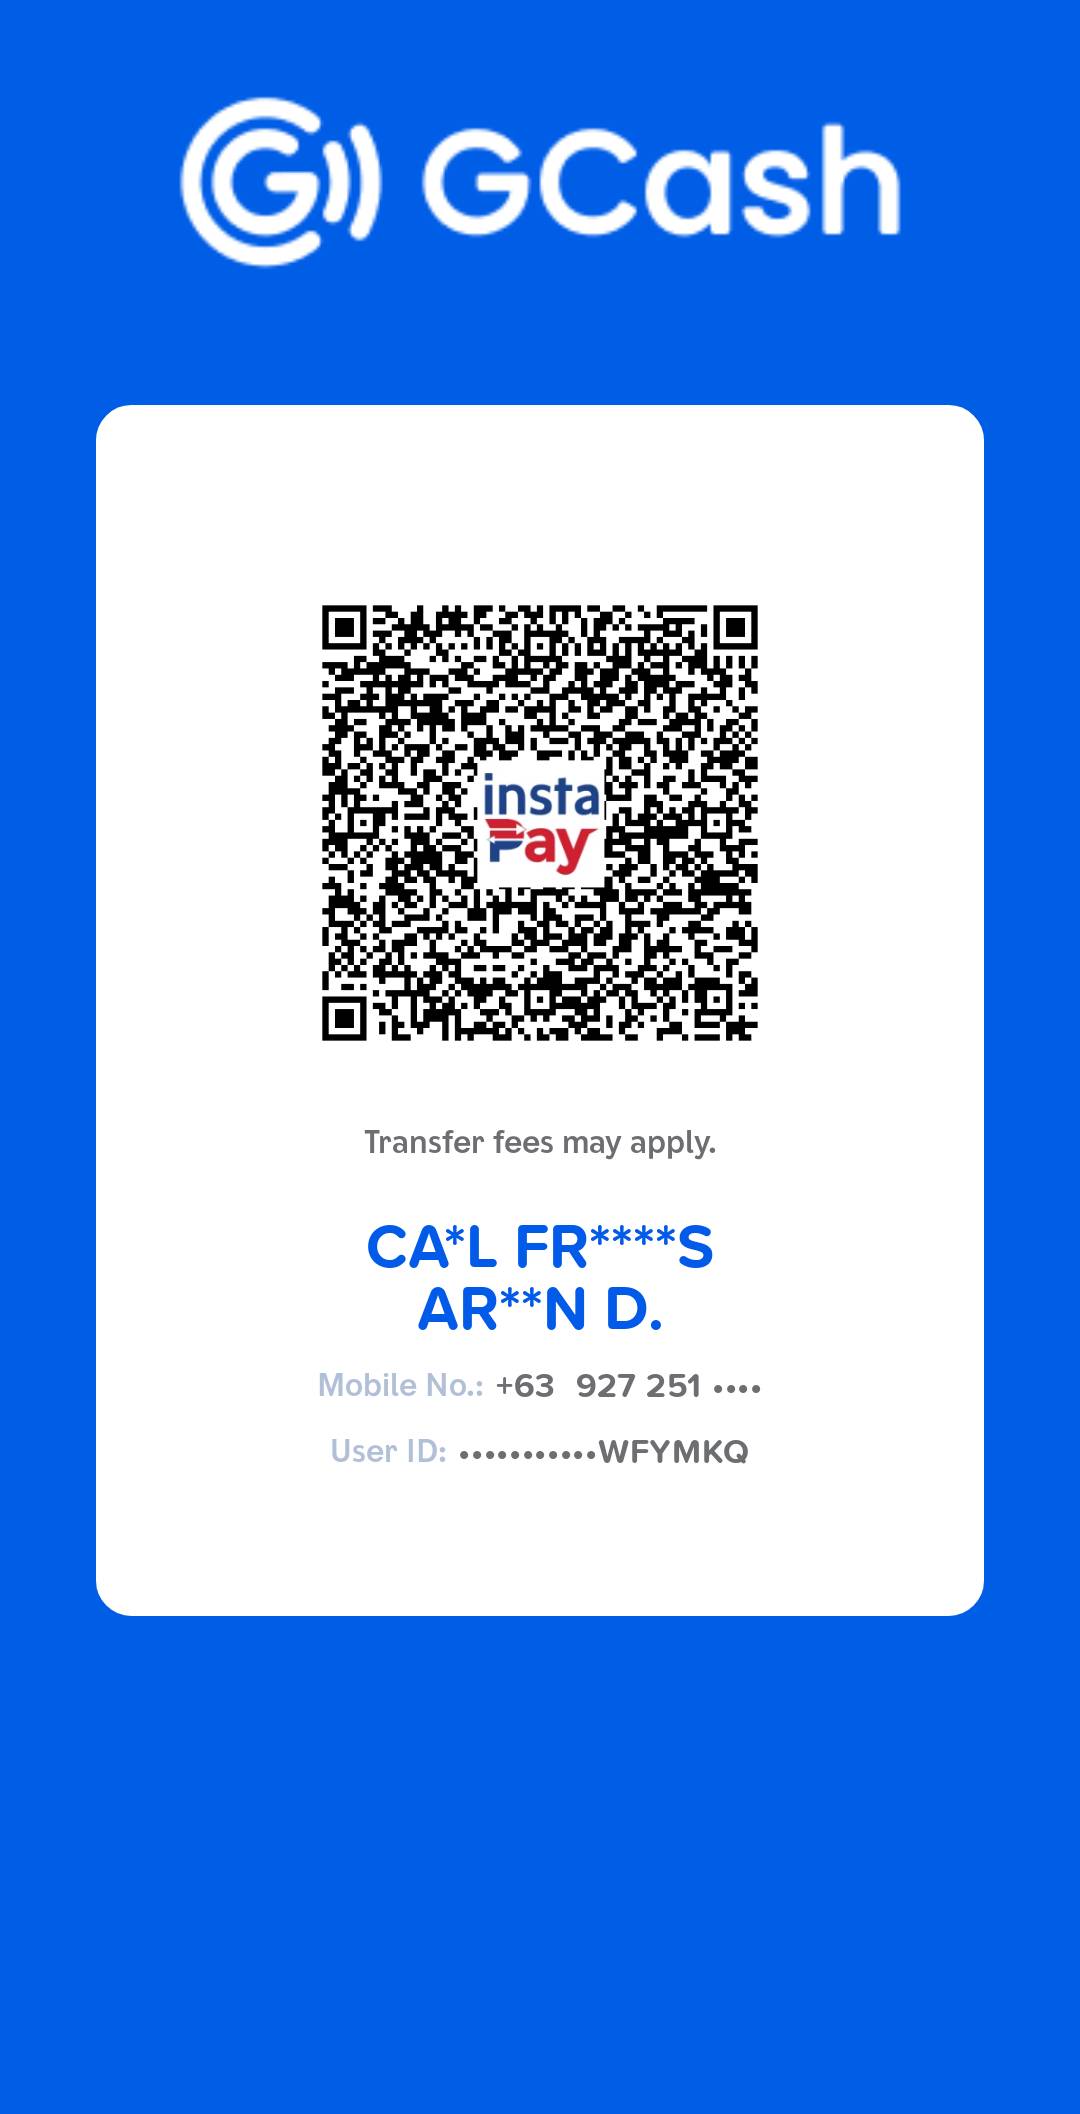 GCash
insta
Pay
Transfer fees may apply.
CA*L FR****S
AR**N D.
Mobile No.: +63 927 251 ••••
User ID: •••••••••••WFYMKQ